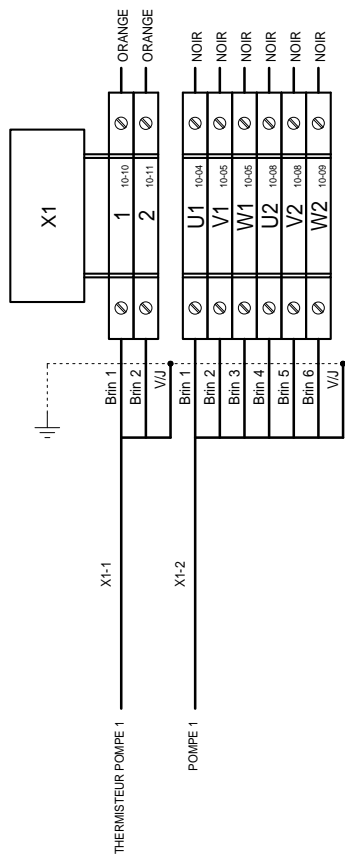 X1
1 10-10 ORANGE
2 10-11 ORANGE
U1 10-04 NOIR
V1 10-05 NOIR
W1 10-05 NOIR
U2 10-08 NOIR
V2 10-08 NOIR
W2 10-09 NOIR
Brin 1
Brin 2
V/J
Brin 1
Brin 2
Brin 3
Brin 4
Brin 5
Brin 6
V/J
X1-1
X1-2
THERMISTEUR POMPE 1
POMPE 1